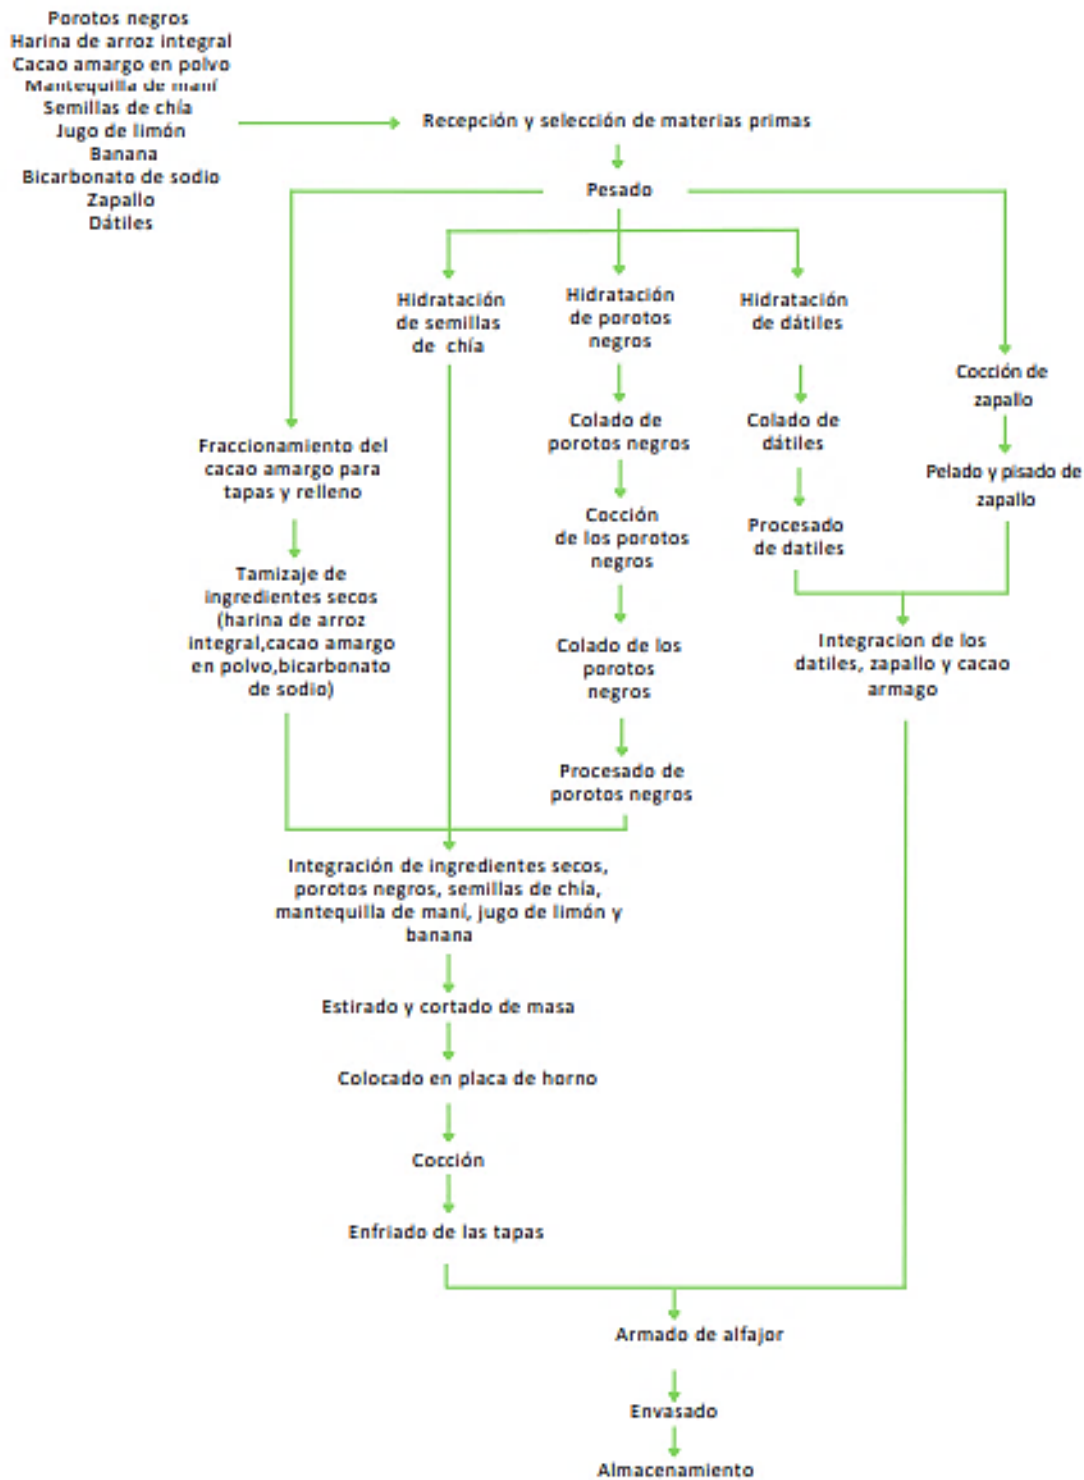 Porotos negros
Harina de arroz integral
Cacao amargo en polvo
Mantequilla de maní
Semillas de chía
Jugo de limón
Banana
Bicarbonato de sodio
Zapallo
Dátiles
Recepción y selección de materias primas
Pesado
Hidratación
de semillas
de chía
Hidratación
de porotos
negros
Hidratación
de dátiles
Cocción de
zapallo
Fraccionamiento del
cacao amargo para
tapas y relleno
Colado de
porotos negros
Colado de
dátiles
Pelado y pisado de
zapallo
Cocción
de los porotos
negros
Procesado
de datiles
Tamizaje de
ingredientes secos
(harina de arroz
integral,cacao amargo
en polvo,bicarbonato
de sodio)
Colado de los
porotos
negros
Integracion de los
datiles, zapallo y cacao
armago
Procesado de
porotos negros
Integración de ingredientes secos,
porotos negros, semillas de chía,
mantequilla de maní, jugo de limón y
banana
Estirado y cortado de masa
Colocado en placa de horno
Cocción
Enfriado de las tapas
Armado de alfajor
Envasado
Almacenamiento